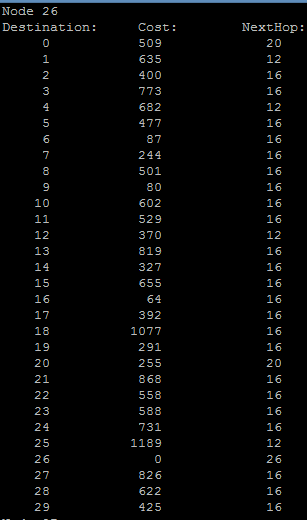 Node 26
Destination: Cost: NextHop:
0 509 20
1 635 12
2 400 16
3 773 16
4 682 12
5 477 16
6 87 16
7 244 16
8 501 16
9 80 16
10 602 16
11 529 16
12 370 12
13 819 16
14 327 16
15 655 16
16 64 16
17 392 16
18 1077 16
19 291 16
20 255 20
21 868 16
22 558 16
23 588 16
24 731 16
25 1189 12
26 0 26
27 826 16
28 622 16
29 425 16